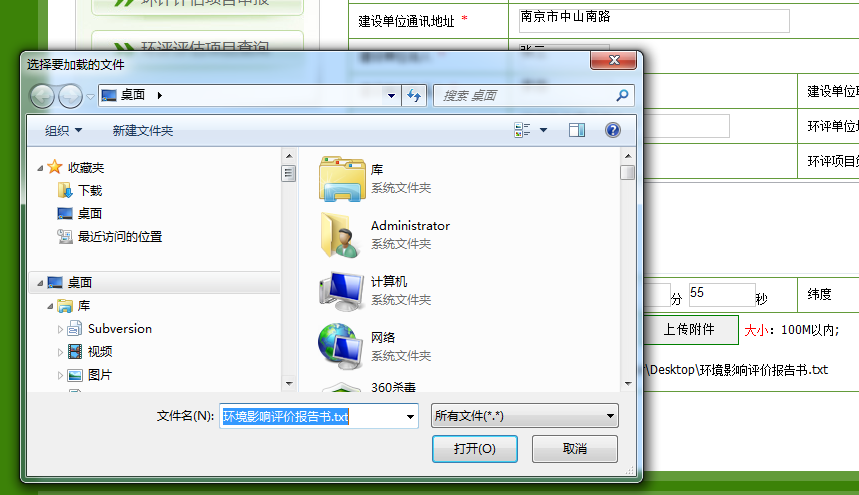 环评评估项目申报
环评评估项目查询
建设单位通讯地址 *
南京市中山南路
选择要加载的文件
桌面
搜索 桌面
组织
新建文件夹
收藏夹
下载
桌面
最近访问的位置
桌面
库
Subversion
视频
图片
库
系统文件夹
Administrator
系统文件夹
计算机
系统文件夹
网络
系统文件夹
360杀毒
文件名(N):
环境影响评价报告书.txt
所有文件(*.*)
打开(O)
取消
建设单位
环评单位
环评项目
分
55
秒
纬度
上传附件
大小：100M以内;
\Desktop\环境影响评价报告书.txt